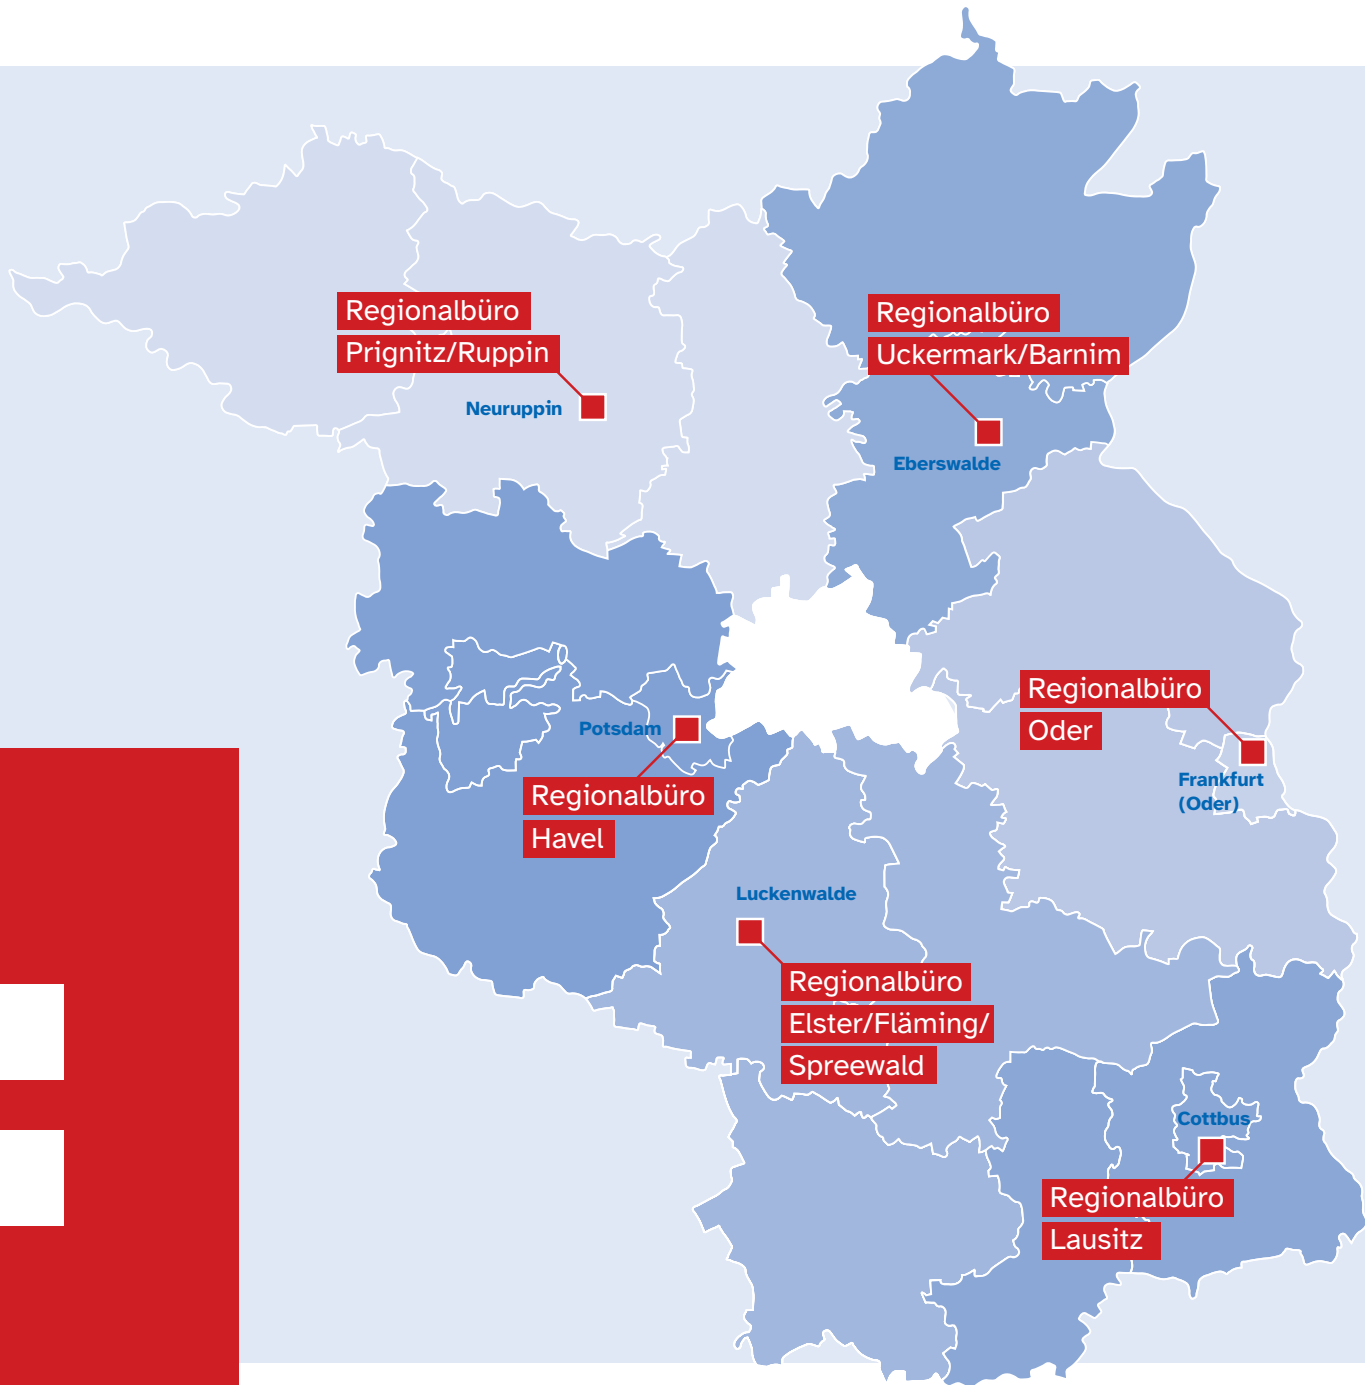 Regionalbüro
Prignitz/Ruppin
Neuruppin
Regionalbüro
Uckermark/Barnim
Eberswalde
Regionalbüro
Oder
Frankfurt
(Oder)
Potsdam
Regionalbüro
Havel
Luckenwalde
Regionalbüro
Elster/Fläming/
Spreewald
Cottbus
Regionalbüro
Lausitz